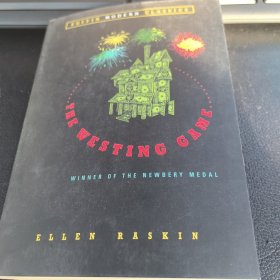 PUFFIN MODERN CLASSICS
THE WESTING GAME
WINNER OF THE NEWBERY MEDAL
ELLEN RASKIN